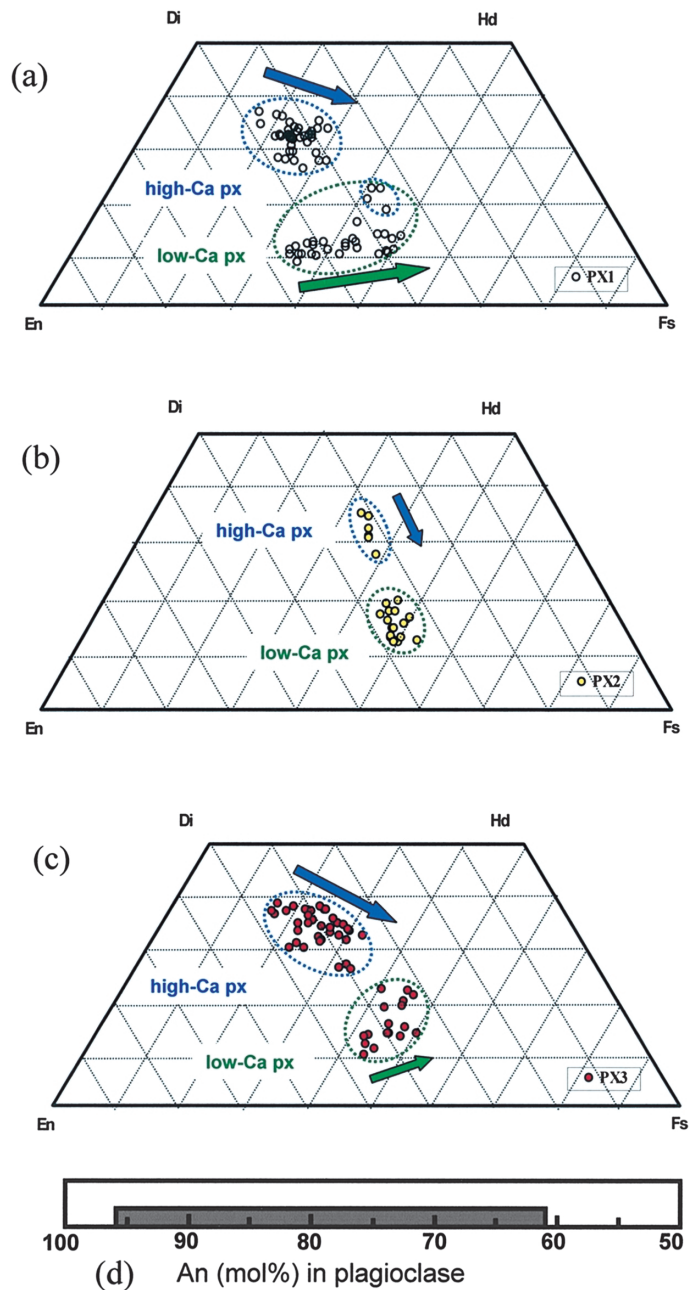 Di Hd
(a)
high-Ca px
low-Ca px
PX1
En Fs
Di Hd
(b)
high-Ca px
low-Ca px
PX2
En Fs
Di Hd
(c)
high-Ca px
low-Ca px
PX3
En Fs
100 90 80 70 60 50
(d) An (mol%) in plagioclase